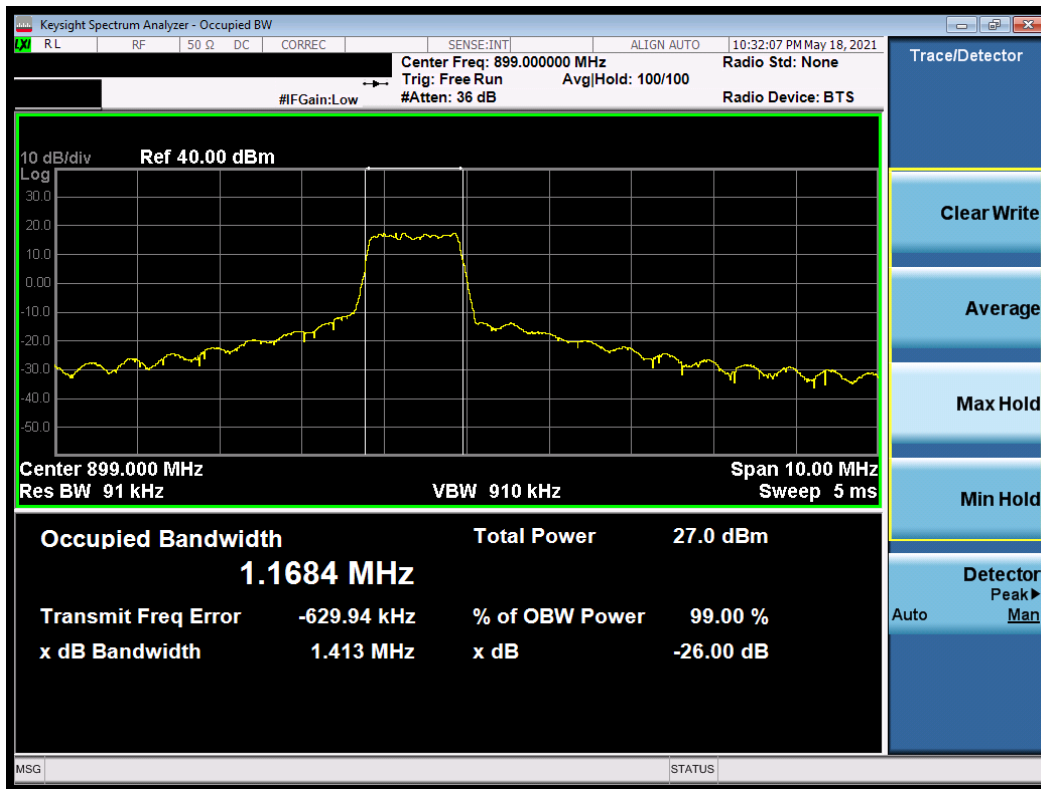 Keysight Spectrum Analyzer - Occupied BW
LXI RL RF 50 Ω DC CORREC SENSE:INT ALIGN AUTO 10:32:07 PM May 18, 2021
Center Freq: 899.000000 MHz Radio Std: None
Trig: Free Run Avg|Hold: 100/100
#IFGain:Low #Atten: 36 dB Radio Device: BTS
10 dB/div Ref 40.00 dBm
Log
30.0
20.0
10.0
0.00
-10.0
-20.0
-30.0
-40.0
-50.0
Center 899.000 MHz Span 10.00 MHz
Res BW 91 kHz VBW 910 kHz Sweep 5 ms
Occupied Bandwidth Total Power 27.0 dBm
1.1684 MHz
Transmit Freq Error -629.94 kHz % of OBW Power 99.00 %
x dB Bandwidth 1.413 MHz x dB -26.00 dB
MSG STATUS
Trace/Detector
Clear Write
Average
Max Hold
Min Hold
Detector
Peak▶
Auto Man